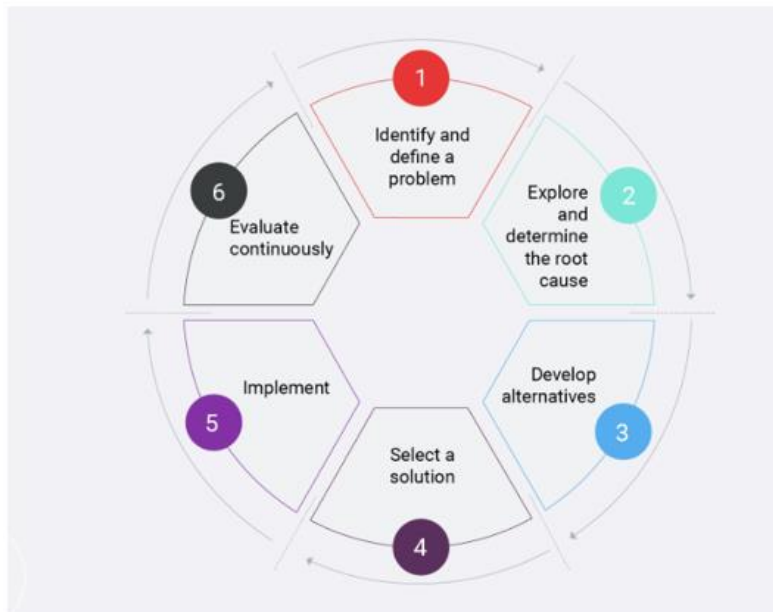 1
Identify and
define a
problem
2
Explore
and
determine
the root
cause
3
Develop
alternatives
4
Select a
solution
5
Implement
6
Evaluate
continuously